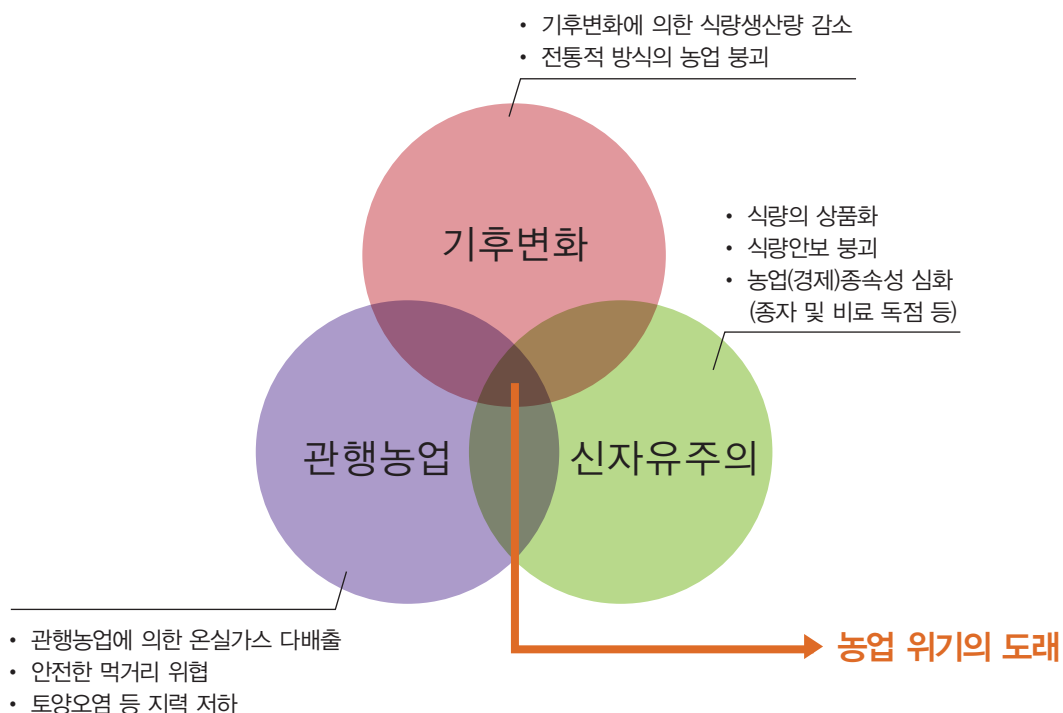 • 기후변화에 의한 식량생산량 감소
• 전통적 방식의 농업 붕괴
기후변화
• 식량의 상품화
• 식량안보 붕괴
• 농업(경제)종속성 심화
(종자 및 비료 독점 등)
관행농업
신자유주의
농업 위기의 도래
• 관행농업에 의한 온실가스 다배출
• 안전한 먹거리 위협
• 토양오염 등 지력 저하